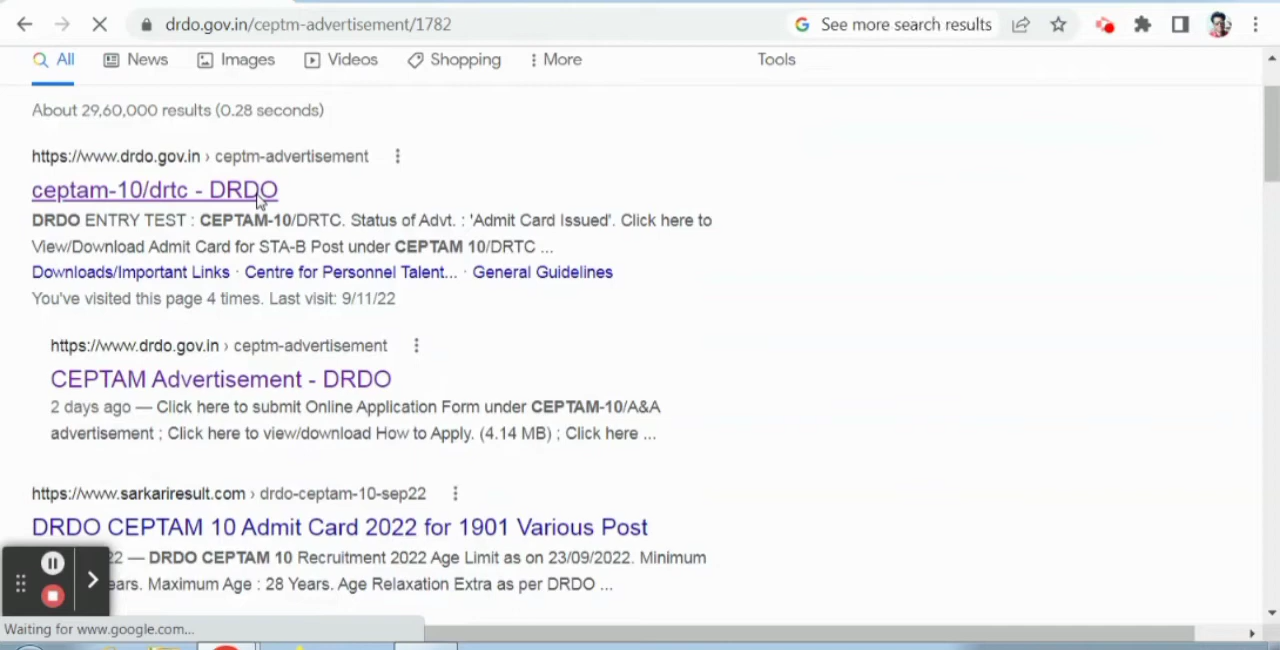 drdo.gov.in/ceptm-advertisement/1782
See more search results
All News Images Videos Shopping More Tools
About 29,60,000 results (0.28 seconds)
https://www.drdo.gov.in › ceptm-advertisement
ceptam-10/drtc - DRDO
DRDO ENTRY TEST : CEPTAM-10/DRTC. Status of Advt. : 'Admit Card Issued'. Click here to
View/Download Admit Card for STA-B Post under CEPTAM 10/DRTC ...
Downloads/Important Links · Centre for Personnel Talent... · General Guidelines
You've visited this page 4 times. Last visit: 9/11/22
https://www.drdo.gov.in › ceptm-advertisement
CEPTAM Advertisement - DRDO
2 days ago — Click here to submit Online Application Form under CEPTAM-10/A&A
advertisement ; Click here to view/download How to Apply. (4.14 MB) ; Click here ...
https://www.sarkariresult.com › drdo-ceptam-10-sep22
DRDO CEPTAM 10 Admit Card 2022 for 1901 Various Post
22 — DRDO CEPTAM 10 Recruitment 2022 Age Limit as on 23/09/2022. Minimum
ears. Maximum Age : 28 Years. Age Relaxation Extra as per DRDO ...
Waiting for www.google.com...